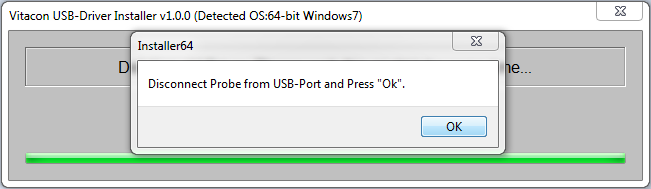 Vitacon USB-Driver Installer v1.0.0 (Detected OS:64-bit Windows7)
Installer64
Disconnect Probe from USB-Port and Press "Ok".
OK